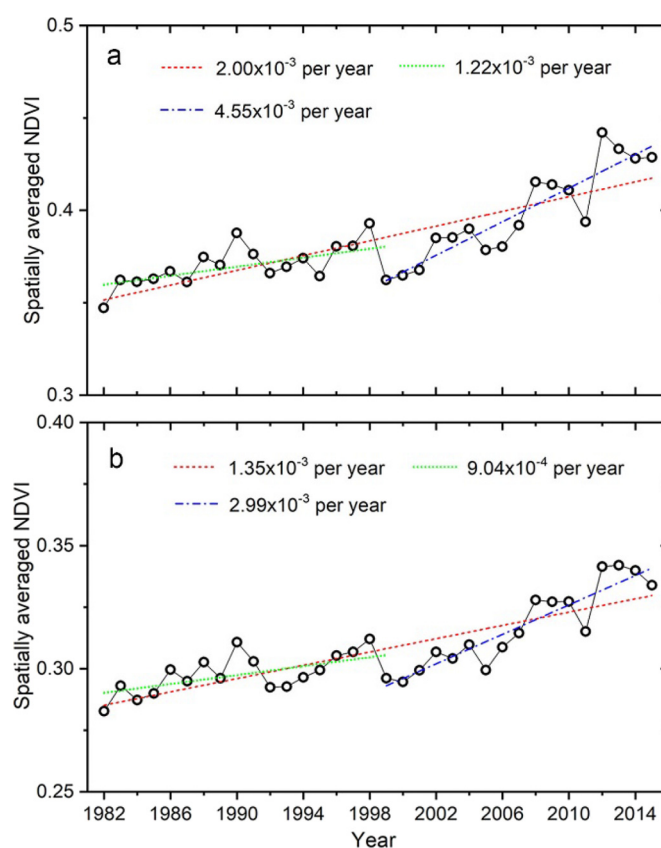 0.5
a
2.00x10⁻³ per year
1.22x10⁻³ per year
4.55x10⁻³ per year
Spatially averaged NDVI
0.4
0.3
0.40
b
1.35x10⁻³ per year
9.04x10⁻⁴ per year
2.99x10⁻³ per year
0.35
Spatially averaged NDVI
0.30
0.25
1982 1986 1990 1994 1998 2002 2006 2010 2014
Year